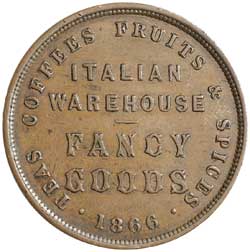 TEAS COFFEES FRUITS & SPICES
ITALIAN
WAREHOUSE
FANCY
GOODS
· 1866 ·